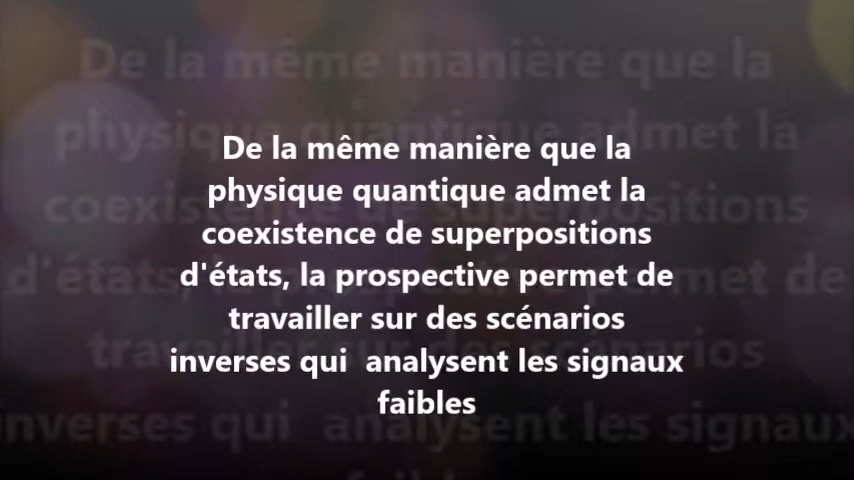 De la même manière que la
physique quantique admet la
coexistence de superpositions
d'états, la prospective permet de
travailler sur des scénarios
inverses qui  analysent les signaux
faibles